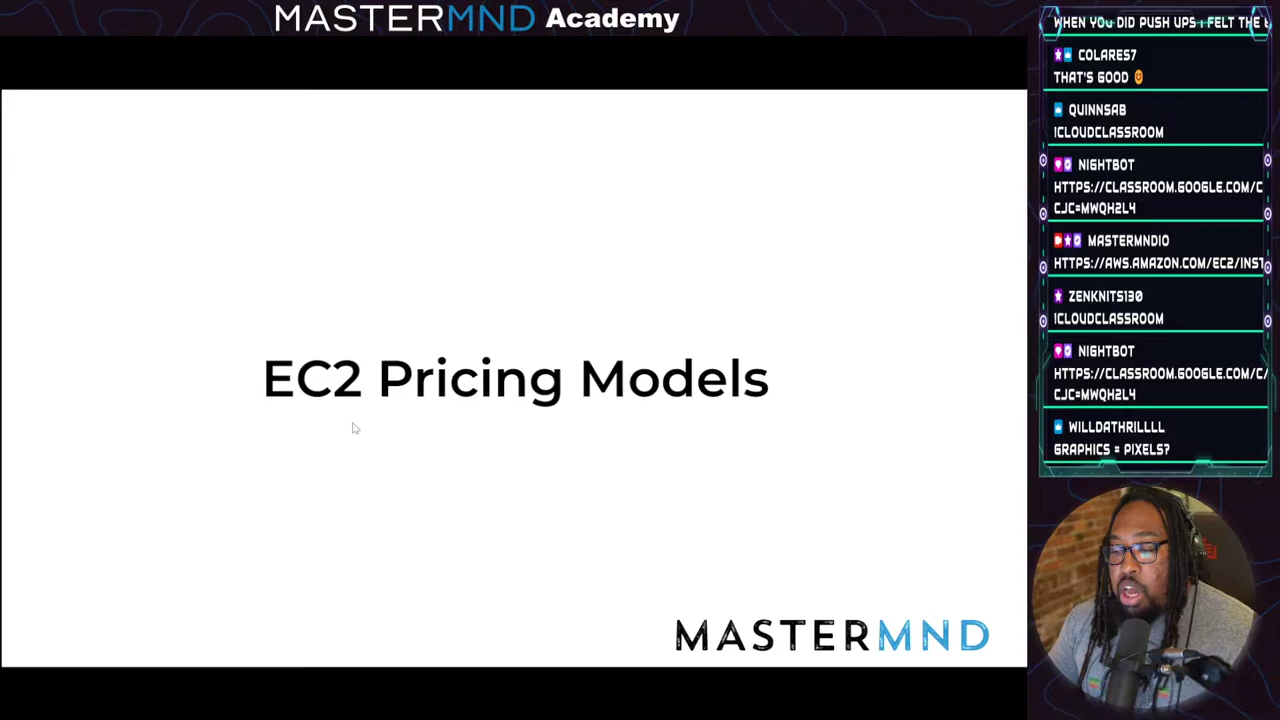 MASTERMND Academy
EC2 Pricing Models
MASTERMND
WHEN YOU DID PUSH UPS I FELT THE
COLARES7
THAT'S GOOD
QUINNSAB
!CLOUDCLASSROOM
NIGHTBOT
HTTPS://CLASSROOM.GOOGLE.COM/C
CJC=MWQH2L4
MASTERMNDIO
HTTPS://AWS.AMAZON.COM/EC2/INST
ZENKNITS130
!CLOUDCLASSROOM
NIGHTBOT
HTTPS://CLASSROOM.GOOGLE.COM/C/
CJC=MWQH2L4
WILLDATHRILLLL
GRAPHICS = PIXELS?